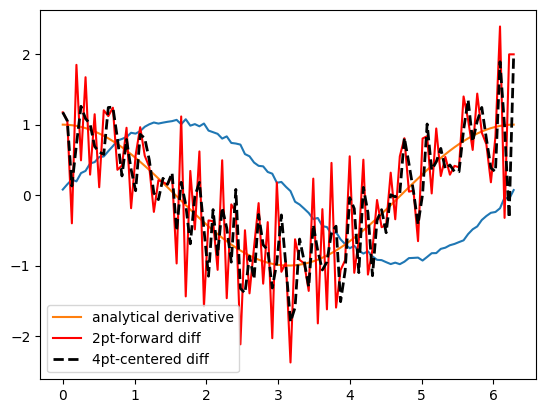 2
1
0
−1
−2
analytical derivative
2pt-forward diff
4pt-centered diff
0 1 2 3 4 5 6